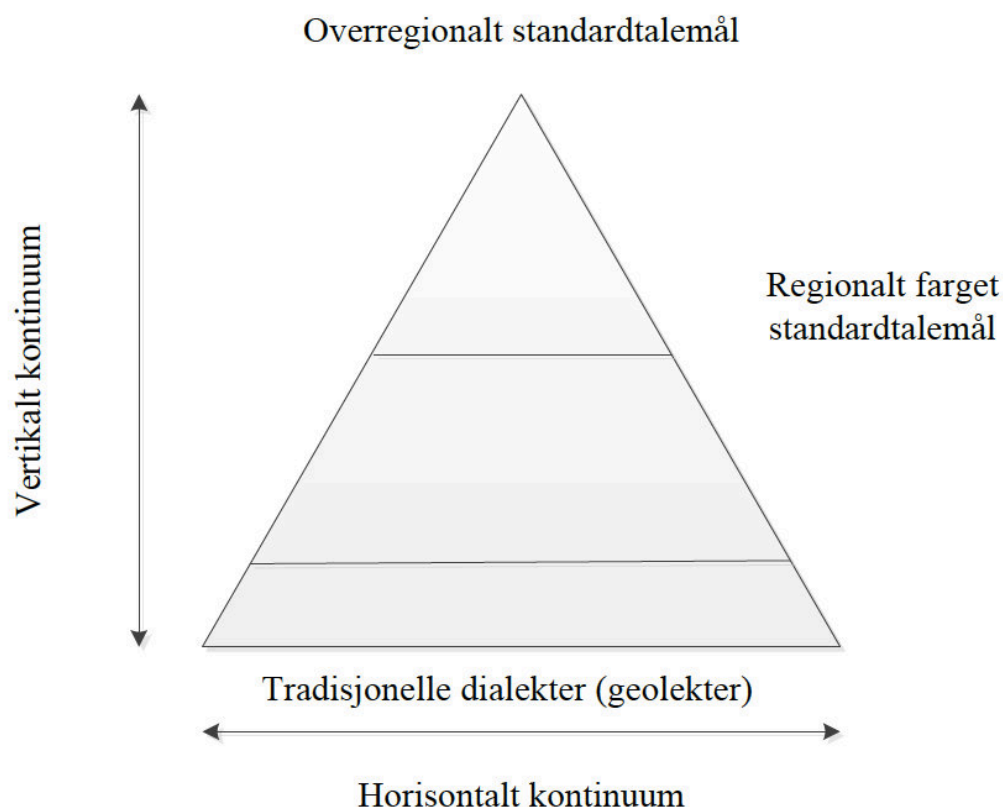 Overregionalt standardtalemål
Vertikalt kontinuum
Regionalt farget
standardtalemål
Tradisjonelle dialekter (geolekter)
Horisontalt kontinuum